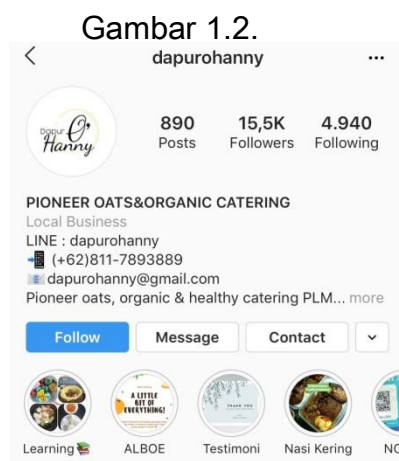 Gambar 1.2.
dapurohanny
Dapur O'
Hanny
890 15,5K 4.940
Posts Followers Following
PIONEER OATS&ORGANIC CATERING
Local Business
LINE : dapurohanny
(+62)811-7893889
dapurohanny@gmail.com
Pioneer oats, organic & healthy catering PLM... more
Follow Message Contact
A LITTLE
BIT OF
EVERYTHING!
THANK YOU
Learning ALBOE Testimoni Nasi Kering NO